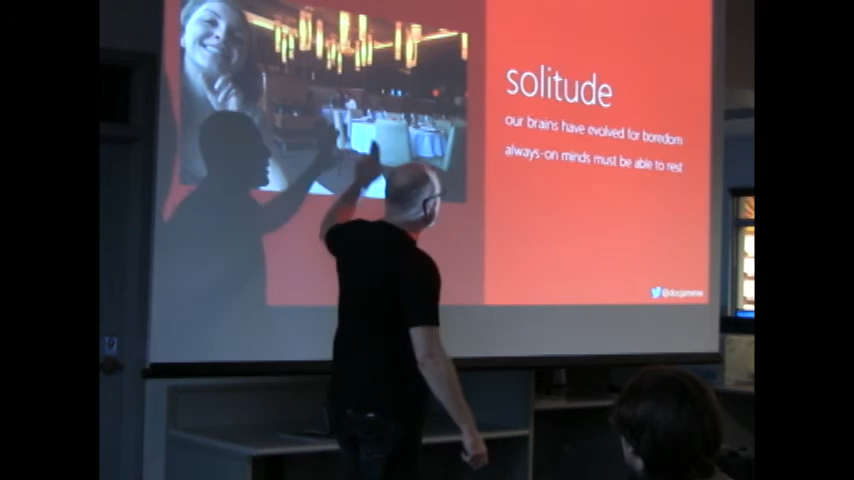 solitude
our brains have evolved for boredom
always-on minds must be able to rest